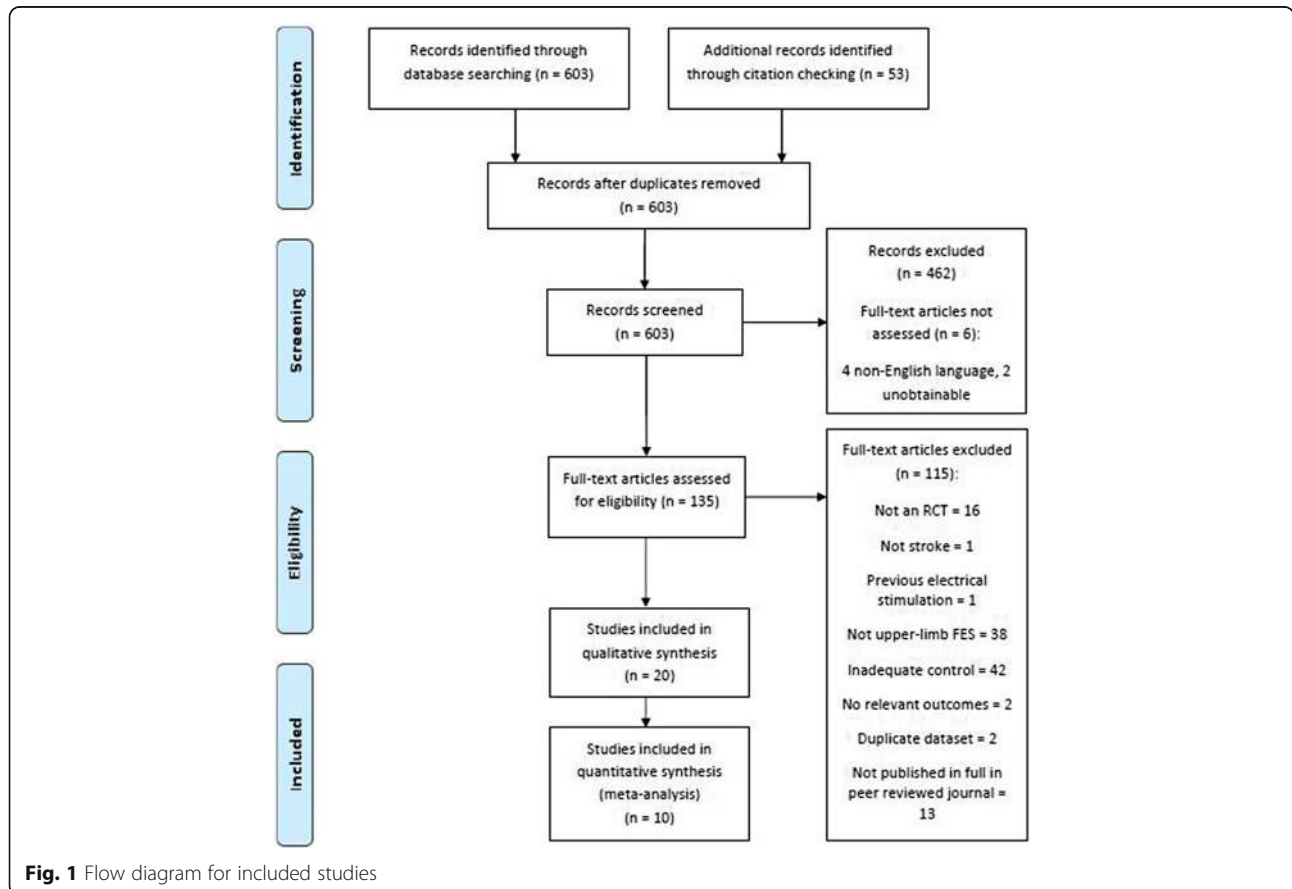 Identification
Records identified through
database searching (n = 603)
Additional records identified
through citation checking (n = 53)
Records after duplicates removed
(n = 603)
Screening
Records screened
(n = 603)
Records excluded
(n = 462)
Full-text articles not
assessed (n = 6):
4 non-English language, 2
unobtainable
Eligibility
Full-text articles assessed
for eligibility (n = 135)
Full-text articles excluded
(n = 115):
Not an RCT = 16
Not stroke = 1
Previous electrical
stimulation = 1
Not upper-limb FES = 38
Inadequate control = 42
No relevant outcomes = 2
Duplicate dataset = 2
Not published in full in
peer reviewed journal =
13
Studies included in
qualitative synthesis
(n = 20)
Included
Studies included in
quantitative synthesis
(meta-analysis)
(n = 10)
Fig. 1 Flow diagram for included studies